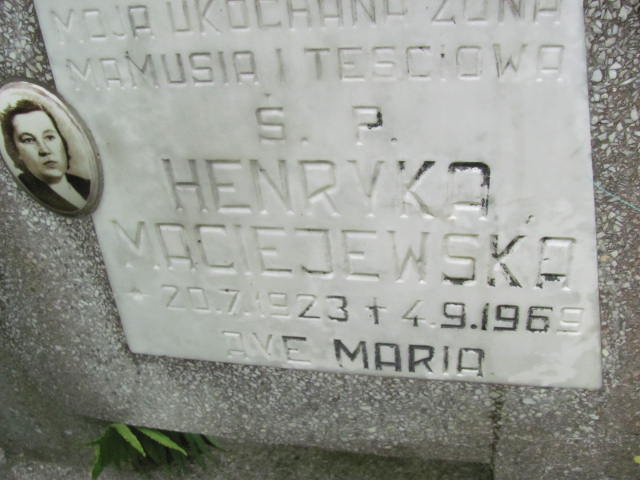 MOJA UKOCHANA ŻONA
MAMUSIA I TEŚCIOWA
Ś. P.
HENRYKA
MACIEJEWSKA
* 20.7.1923 † 4.9.1969
AVE MARIA